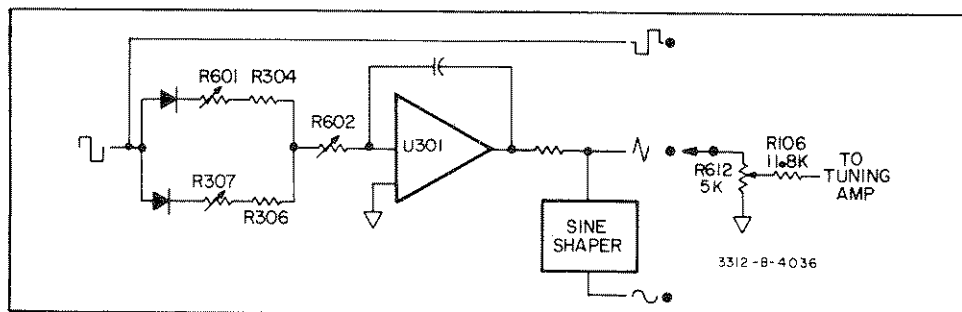 R601 R304
R602
U301
R307
R306
R106
11.8K
R612
5K
TO
TUNING
AMP
SINE
SHAPER
3312-B-4036